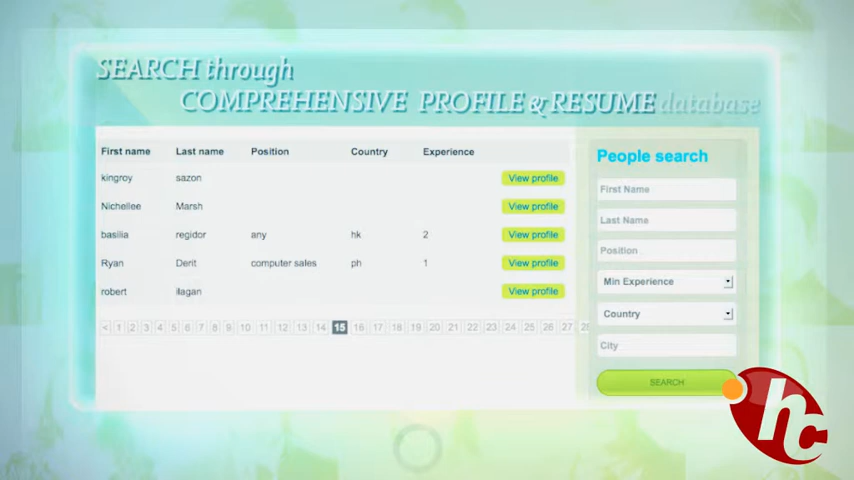 SEARCH through
COMPREHENSIVE PROFILE & RESUME database
First name Last name Position Country Experience
kingroy sazon View profile
Nichellee Marsh View profile
basilia regidor any hk 2 View profile
Ryan Derit computer sales ph 1 View profile
robert ilagan View profile
< 1 2 3 4 5 6 7 8 9 10 11 12 13 14 15 16 17 18 19 20 21 22 23 24 25 26 27 28
People search
First Name
Last Name
Position
Min Experience
Country
City
SEARCH
hc